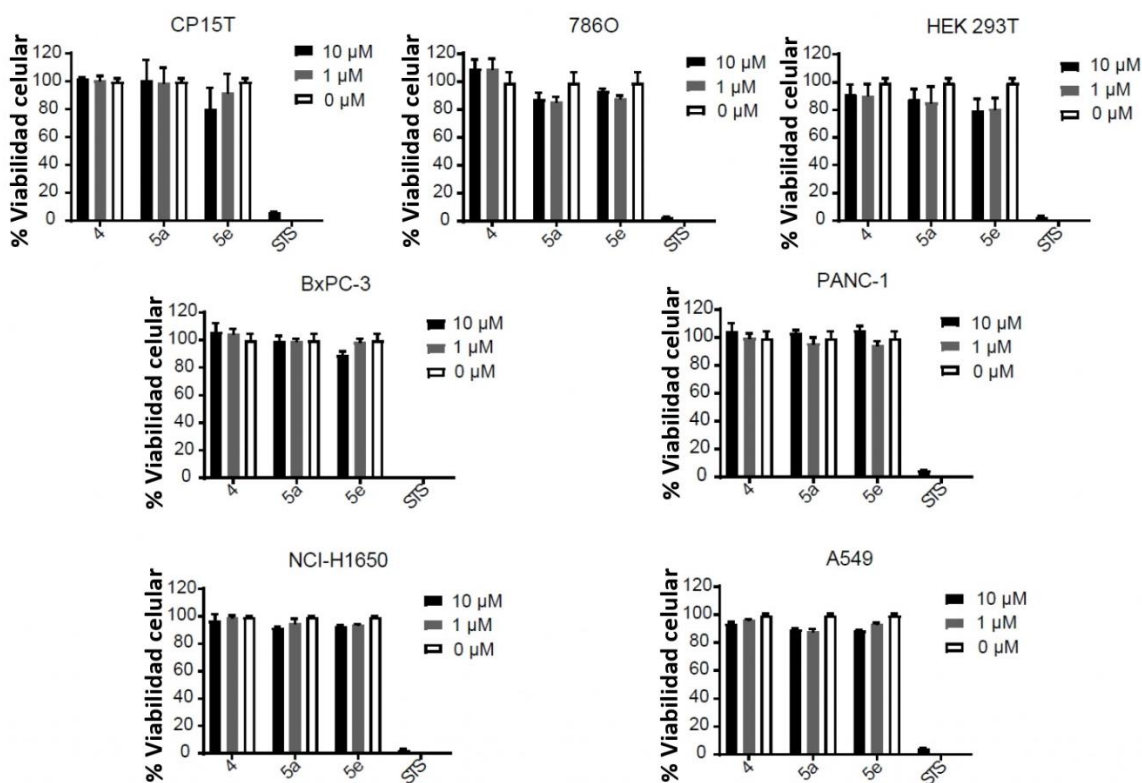 CP15T
% Viabilidad celular
120
100
80
60
40
20
0
4
5a
5e
STS
10 µM
1 µM
0 µM
786O
% Viabilidad celular
120
100
80
60
40
20
0
4
5a
5e
STS
10 µM
1 µM
0 µM
HEK 293T
% Viabilidad celular
120
100
80
60
40
20
0
4
5a
5e
STS
10 µM
1 µM
0 µM
BxPC-3
% Viabilidad celular
120
100
80
60
40
20
0
4
5a
5e
STS
10 µM
1 µM
0 µM
PANC-1
% Viabilidad celular
120
100
80
60
40
20
0
4
5a
5e
STS
10 µM
1 µM
0 µM
NCI-H1650
% Viabilidad celular
120
100
80
60
40
20
0
4
5a
5e
STS
10 µM
1 µM
0 µM
A549
% Viabilidad celular
120
100
80
60
40
20
0
4
5a
5e
STS
10 µM
1 µM
0 µM